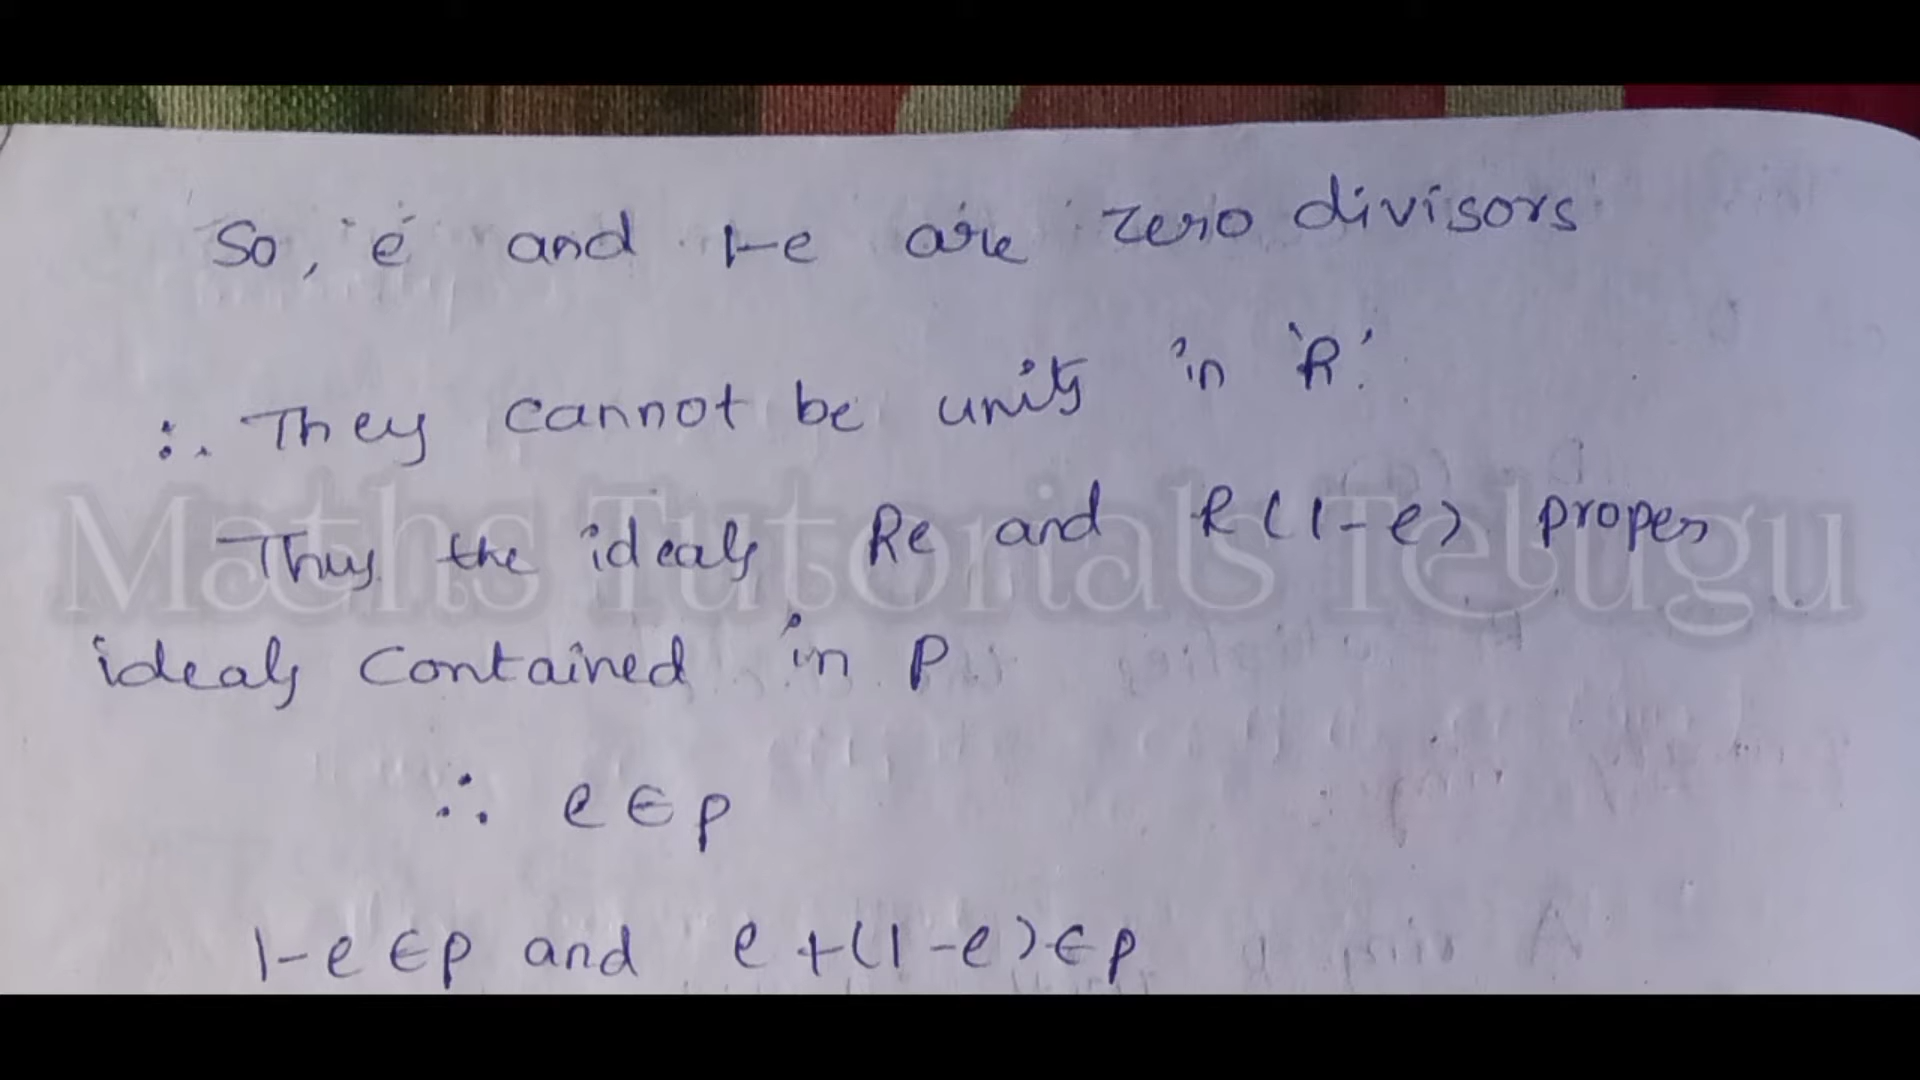 So, 'e' and 1-e are zero divisors
∴ They cannot be units in 'R'.
Thus the ideals Re and R(1-e) proper
ideals contained in P
∴ e ∈ P
1-e ∈ P and e+(1-e) ∈ P
Maths Tutorials Telugu